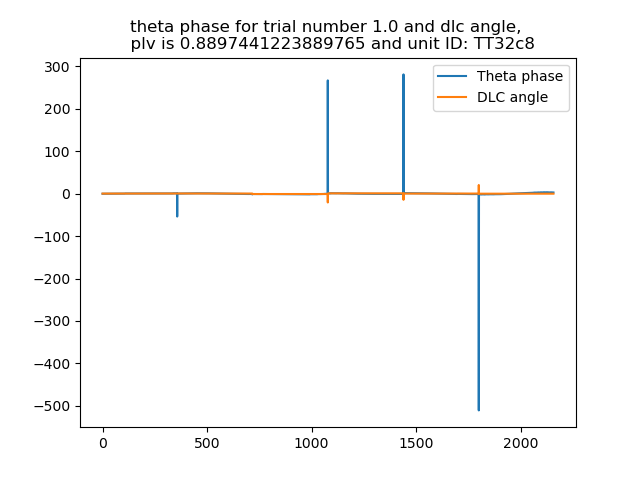 theta phase for trial number 1.0 and dlc angle,
plv is 0.8897441223889765 and unit ID: TT32c8
Theta phase
DLC angle
300
200
100
0
−100
−200
−300
−400
−500
0 500 1000 1500 2000